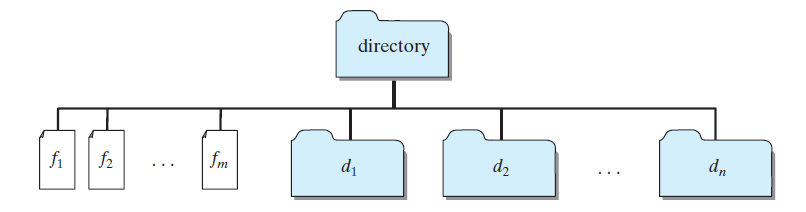 directory
f1 f2 ... fm d1 d2 ... dn